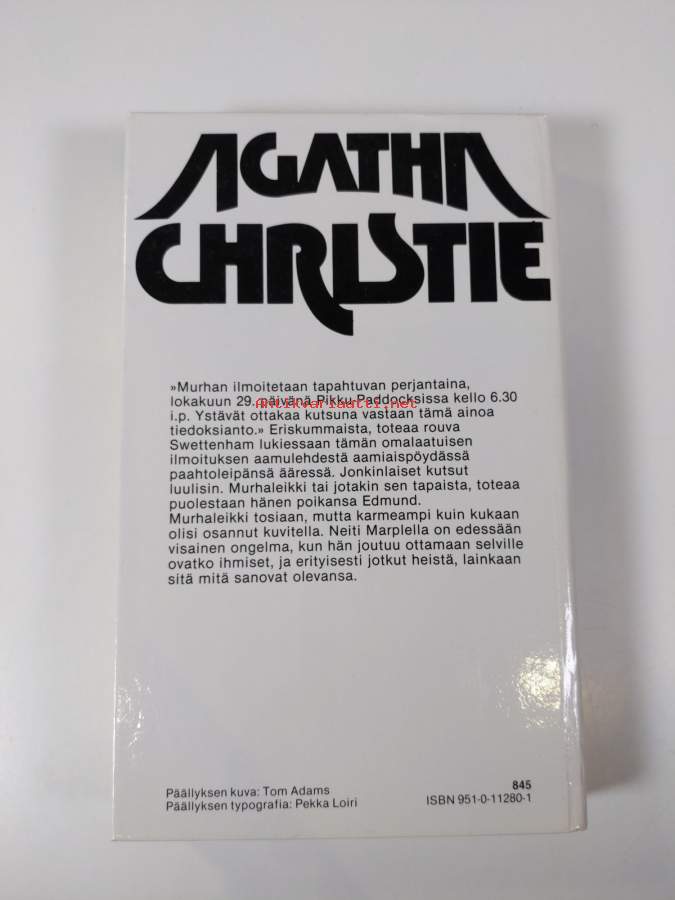 AGATHA
CHRISTIE
»Murhan ilmoitetaan tapahtuvan perjantaina,
lokakuun 29. päivänä Pikku Paddocksissa kello 6.30
Antikvariaatti.net
i.p. Ystävät ottakaa kutsuna vastaan tämä ainoa
tiedoksianto.» Eriskummaista, toteaa rouva
Swettenham lukiessaan tämän omalaatuisen
ilmoituksen aamulehdestä aamiaispöydässä
paahtoleipänsä ääressä. Jonkinlaiset kutsut
luulisin. Murhaleikki tai jotakin sen tapaista, toteaa
puolestaan hänen poikansa Edmund.
Murhaleikki tosiaan, mutta karmeampi kuin kukaan
olisi osannut kuvitella. Neiti Marplella on edessään
visainen ongelma, kun hän joutuu ottamaan selville
ovatko ihmiset, ja erityisesti jotkut heistä, lainkaan
sitä mitä sanovat olevansa.
Päällyksen kuva: Tom Adams
Päällyksen typografia: Pekka Loiri
845
ISBN 951-0-11280-1